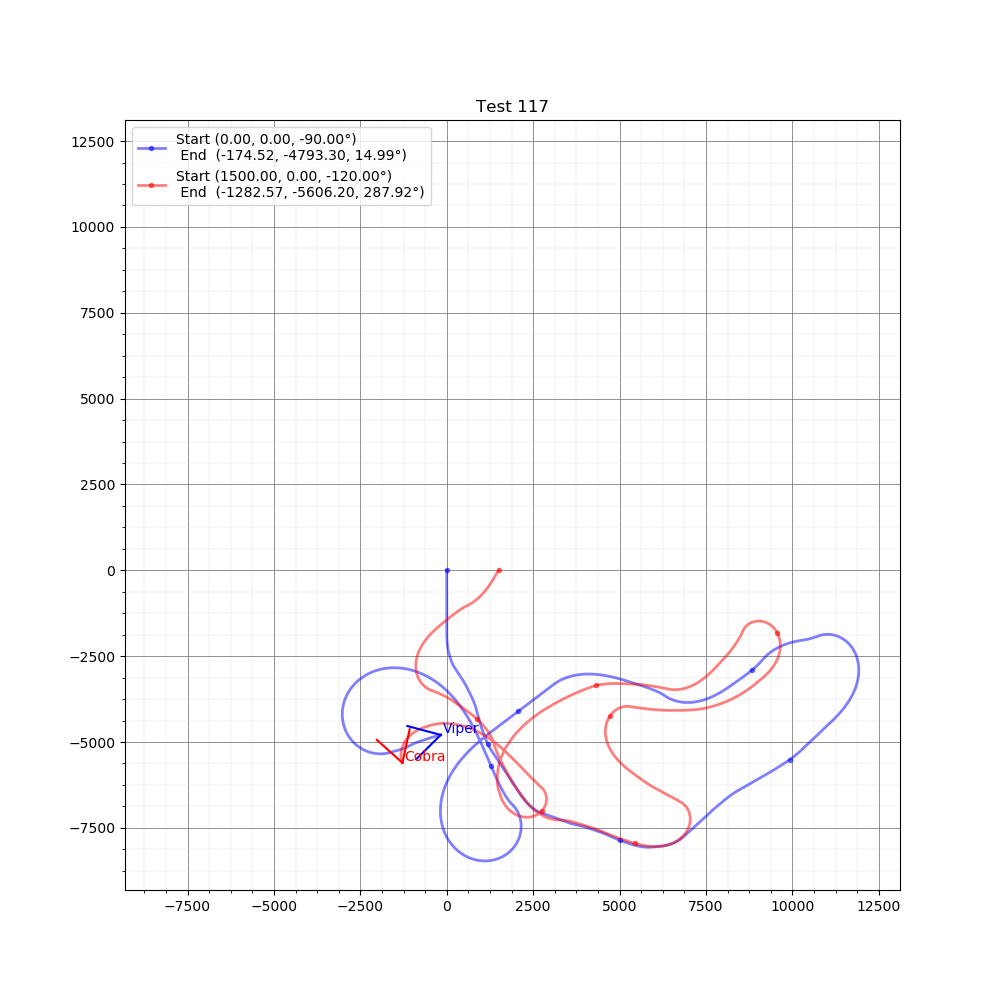 Test 117
Start (0.00, 0.00, -90.00°)
End (-174.52, -4793.30, 14.99°)
Start (1500.00, 0.00, -120.00°)
End (-1282.57, -5606.20, 287.92°)
12500
10000
7500
5000
2500
0
−2500
−5000
−7500
Viper
Cobra
−7500 −5000 −2500 0 2500 5000 7500 10000 12500